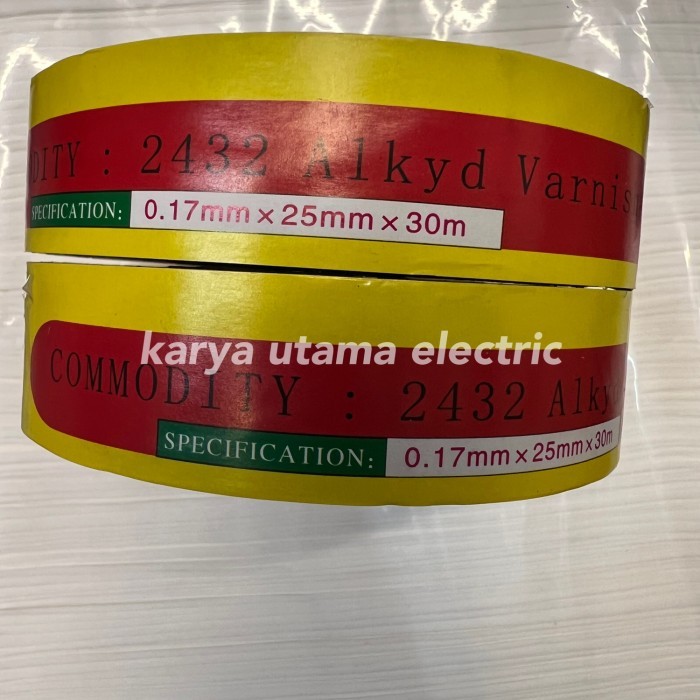 DITY : 2432 Alkyd Varnis
SPECIFICATION: 0.17mm×25mm×30m
karya utama electric
COMMODITY : 2432 Alky
SPECIFICATION: 0.17mm×25mm×30m